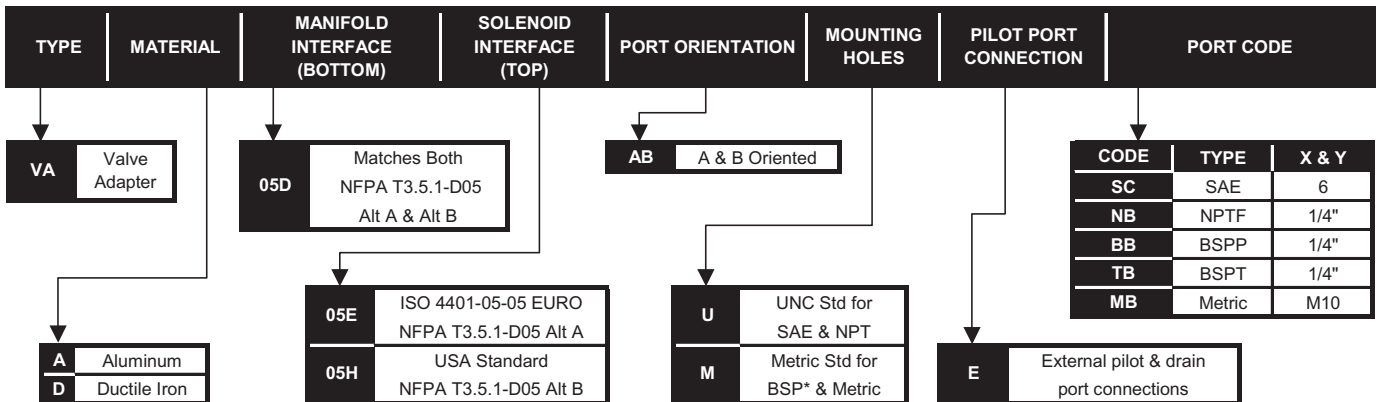 TYPE
MATERIAL
MANIFOLD
INTERFACE
(BOTTOM)
SOLENOID
INTERFACE
(TOP)
PORT ORIENTATION
MOUNTING
HOLES
PILOT PORT
CONNECTION
PORT CODE
VA
Valve
Adapter
05D
Matches Both
NFPA T3.5.1-D05
Alt A & Alt B
AB A & B Oriented
CODE TYPE X & Y
SC SAE 6
NB NPTF 1/4"
BB BSPP 1/4"
TB BSPT 1/4"
MB Metric M10
A Aluminum
D Ductile Iron
05E
ISO 4401-05-05 EURO
NFPA T3.5.1-D05 Alt A
05H
USA Standard
NFPA T3.5.1-D05 Alt B
U
UNC Std for
SAE & NPT
M
Metric Std for
BSP* & Metric
E
External pilot & drain
port connections